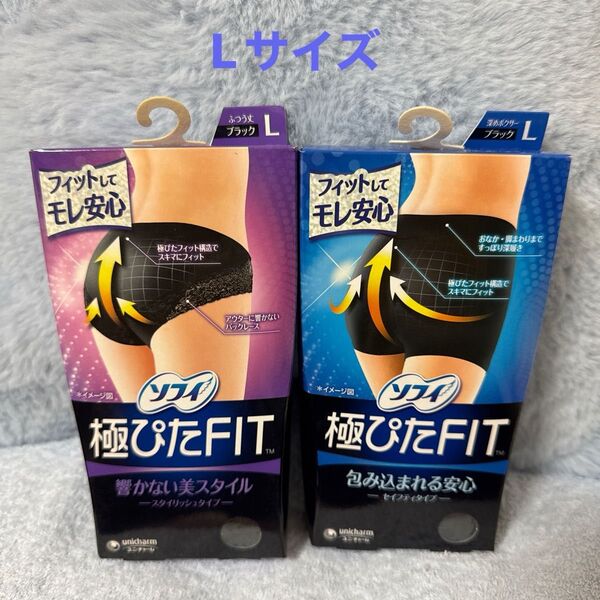 Lサイズ
ふつう丈
ブラック
L
フィットして
モレ安心
極ぴたフィット構造で
スキマにフィット
アウターに響かない
バックレース
*イメージ図
ソフィ
極ぴたFIT
TM
響かない美スタイル
スタイリッシュタイプ
unicharm
ユニ・チャーム
深めボクサー
ブラック
L
フィットして
モレ安心
おなか・脚まわりまで
すっぽり深履き
極ぴたフィット構造で
スキマにフィット
*イメージ図
ソフィ
極ぴたFIT
TM
包み込まれる安心
セイフティタイプ
unicharm
ユニ・チャーム